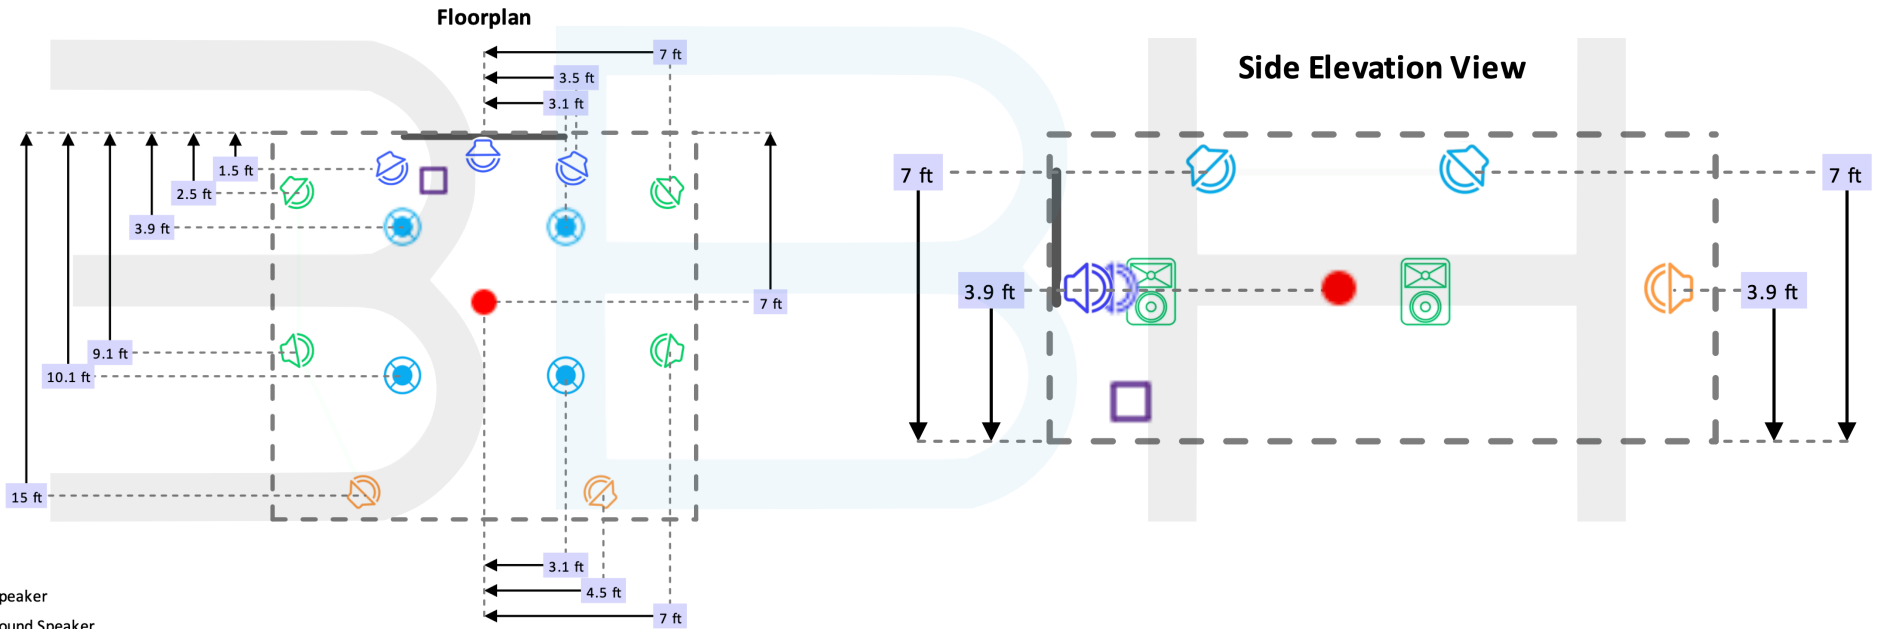 Floorplan
7 ft
3.5 ft
3.1 ft
1.5 ft
2.5 ft
3.9 ft
9.1 ft
10.1 ft
15 ft
7 ft
3.1 ft
4.5 ft
7 ft
peaker
ound Speaker
Side Elevation View
7 ft
3.9 ft
7 ft
3.9 ft